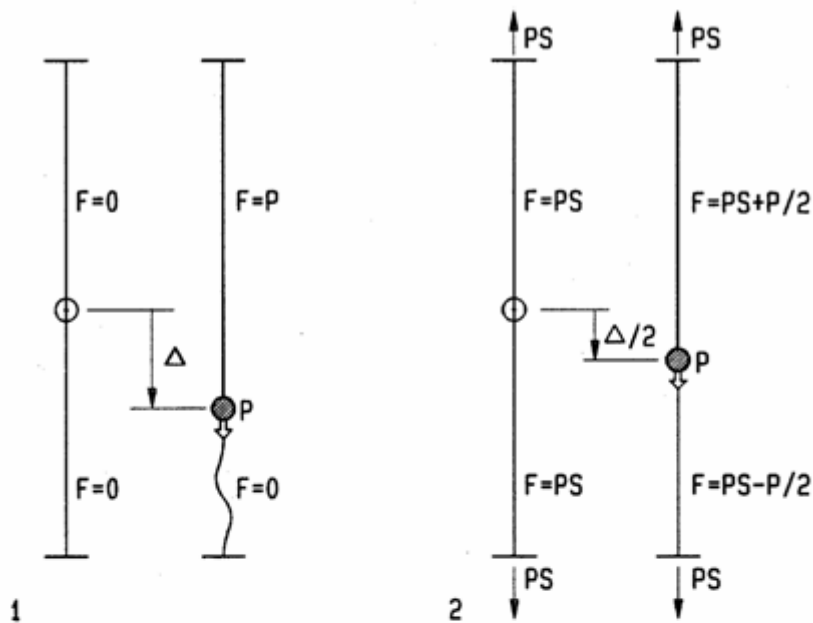 PS PS
F=0 F=P F=PS F=PS+P/2
Δ P Δ/2 P
F=0 F=0 F=PS F=PS-P/2
PS PS
1 2